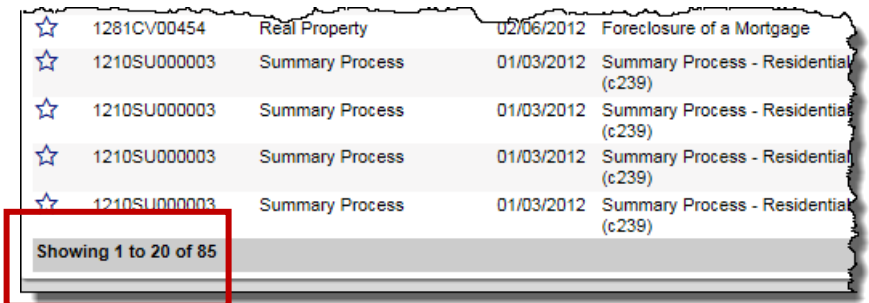 1281CV00454 Real Property 02/06/2012 Foreclosure of a Mortgage
1210SU000003 Summary Process 01/03/2012 Summary Process - Residential
(c239)
1210SU000003 Summary Process 01/03/2012 Summary Process - Residential
(c239)
1210SU000003 Summary Process 01/03/2012 Summary Process - Residential
(c239)
1210SU000003 Summary Process 01/03/2012 Summary Process - Residential
(c239)
Showing 1 to 20 of 85